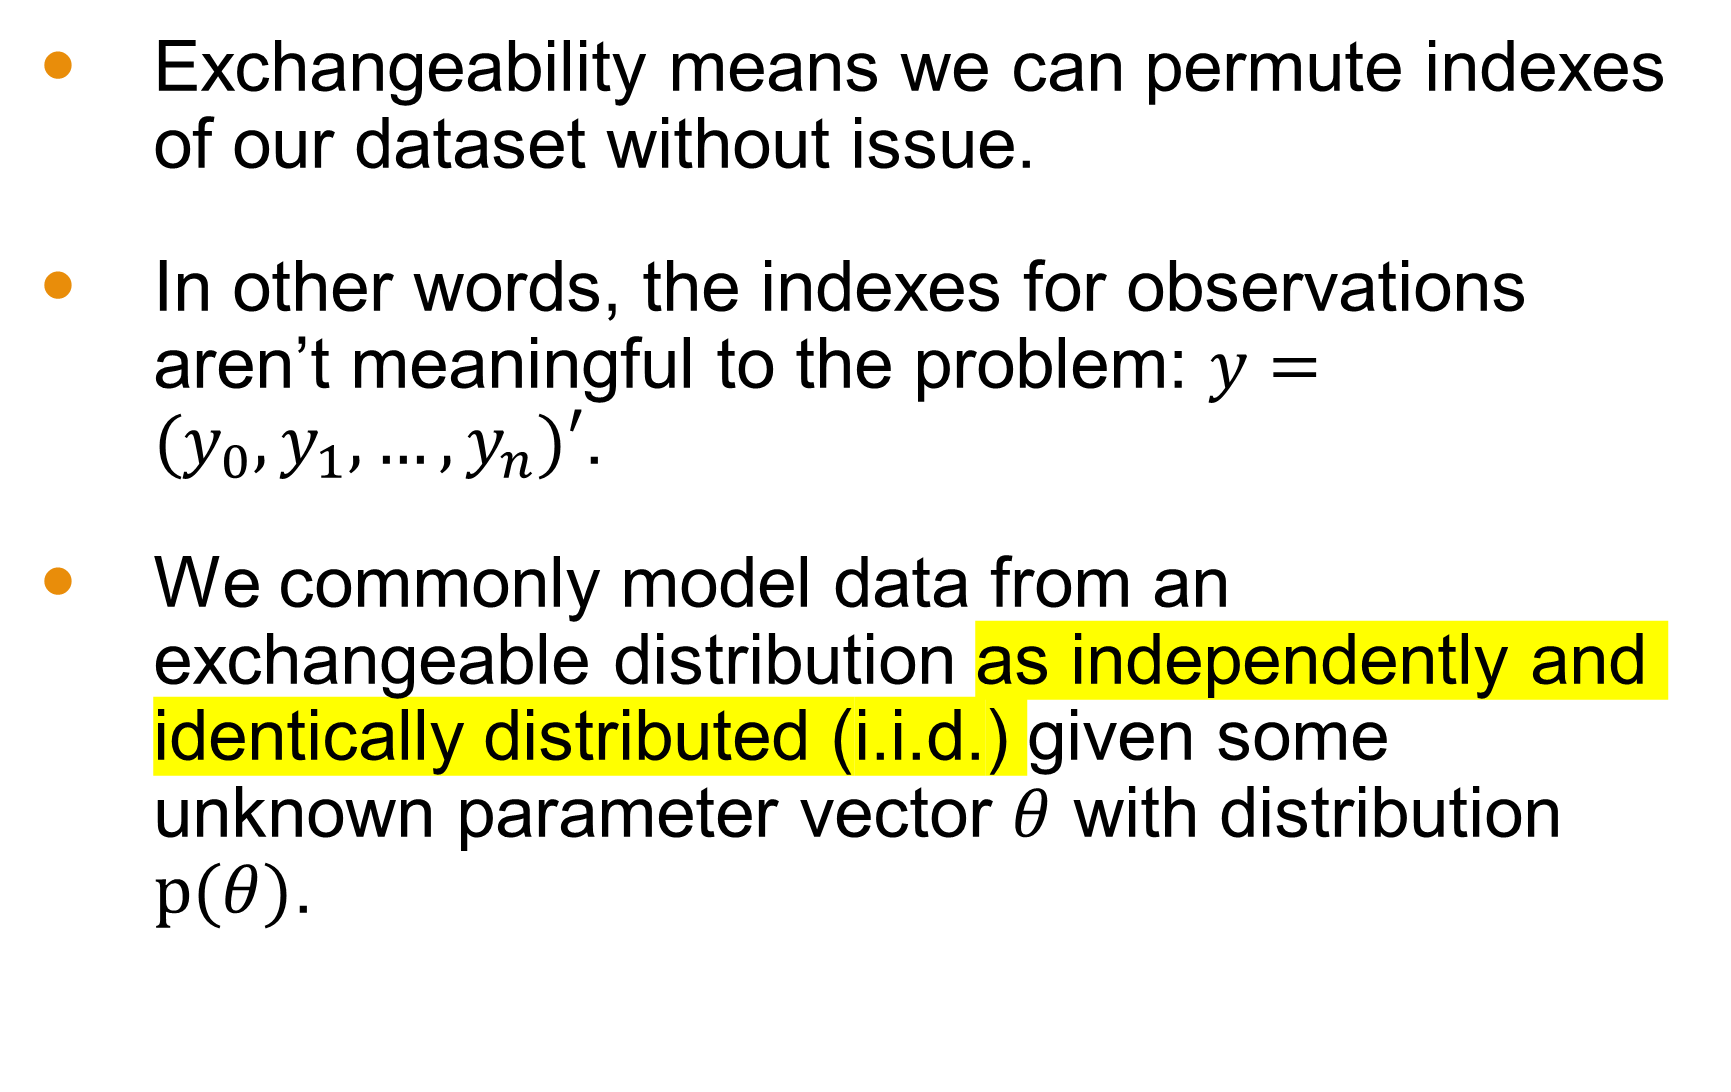 • Exchangeability means we can permute indexes
of our dataset without issue.
• In other words, the indexes for observations
aren’t meaningful to the problem: 𝑦 =
(𝑦₀, 𝑦₁, … , 𝑦ₙ)′.
• We commonly model data from an
exchangeable distribution as independently and
identically distributed (i.i.d.) given some
unknown parameter vector 𝜃 with distribution
p(𝜃).